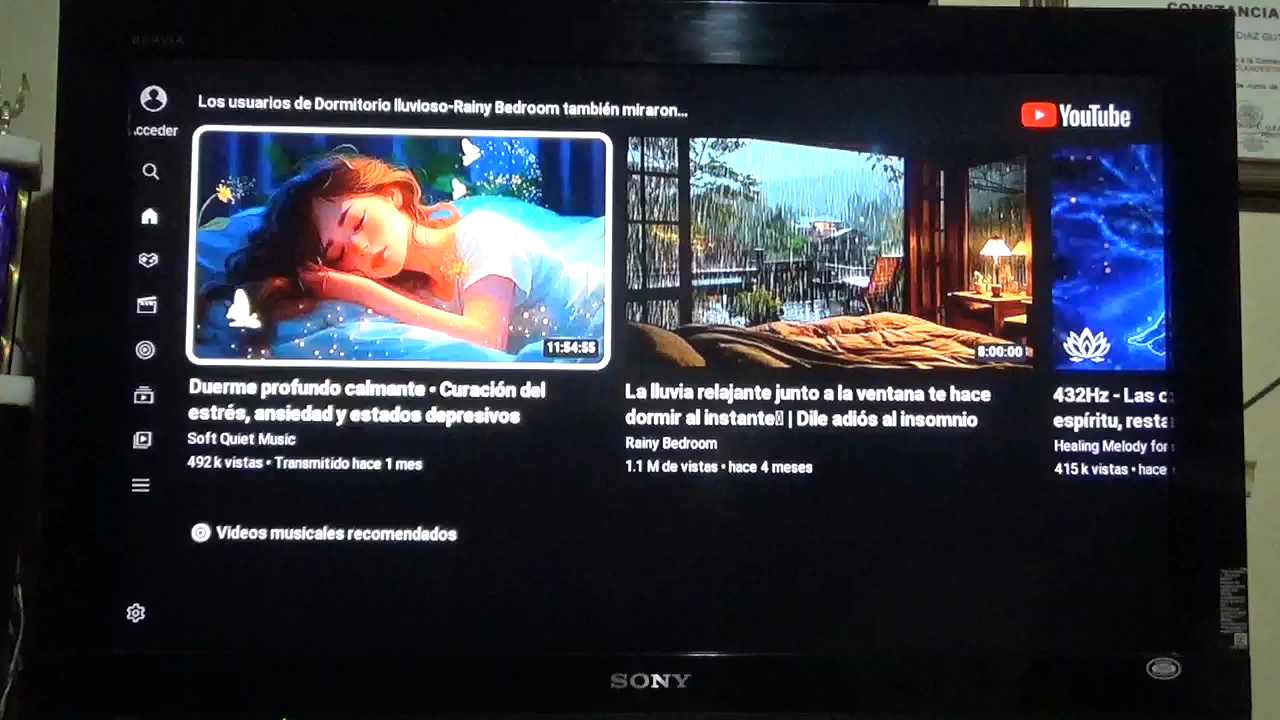 BRAVIA
CONSTANCIA
DIAZ GU
.cceder
Los usuarios de Dormitorio lluvioso-Rainy Bedroom también miraron...
YouTube
11:54:55
8:00:00
Duerme profundo calmante • Curación del
estrés, ansiedad y estados depresivos
Soft Quiet Music
492 k vistas • Transmitido hace 1 mes
La lluvia relajante junto a la ventana te hace
dormir al instante▯ | Dile adiós al insomnio
Rainy Bedroom
1.1 M de vistas • hace 4 meses
432Hz - Las
espíritu, resta
Healing Melody for
415 k vistas • hace
Videos musicales recomendados
SONY